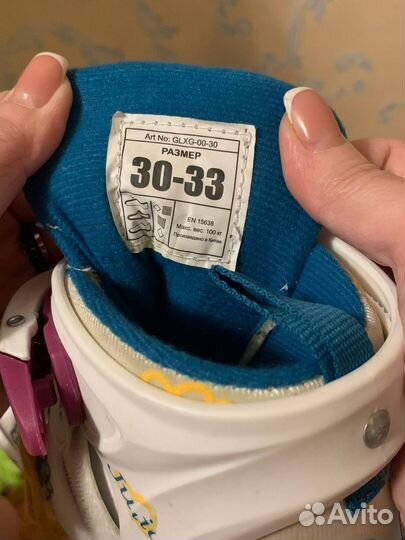 Art No: GLXG-00-30
РАЗМЕР
30-33
EN 15638
Макс. вес: 100 кг
Произведено в Китае
Avito